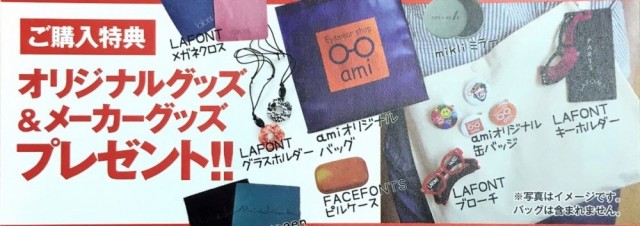 ご購入特典
オリジナルグッズ
&メーカーグッズ
プレゼント!!
LAFONT
メガネクロス
Eyewear shop
ami
miki ミラー
LAFONT
グラスホルダー
amiオリジナル
バッグ
FACEFONTS
ピルケース
amiオリジナル
缶バッジ
LAFONT
キーホルダー
LAFONT
ブローチ
※写真はイメージです。
バッグは含まれません。